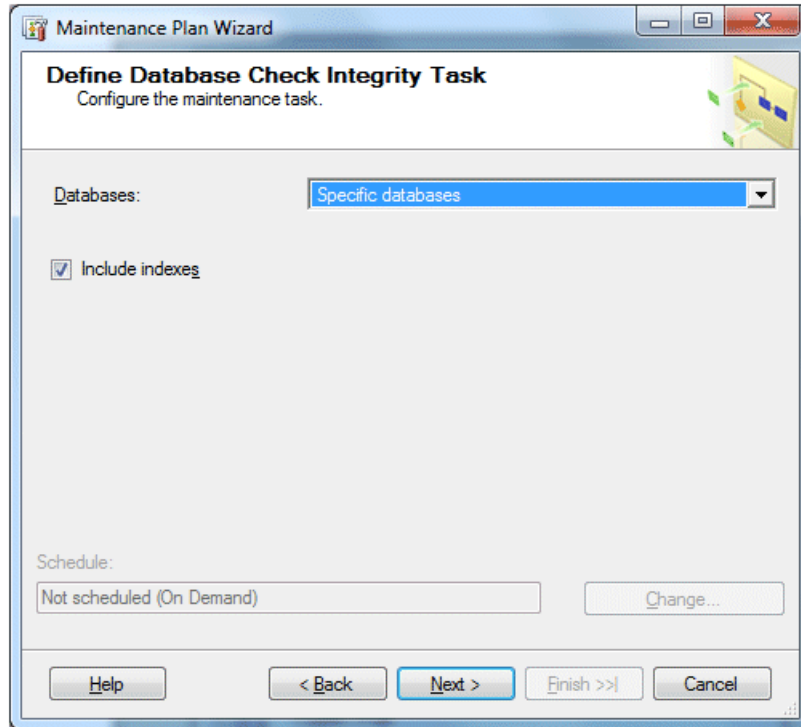 Maintenance Plan Wizard
Define Database Check Integrity Task
Configure the maintenance task.
Databases: Specific databases
Include indexes
Schedule:
Not scheduled (On Demand) Change...
Help < Back Next > Finish >>| Cancel